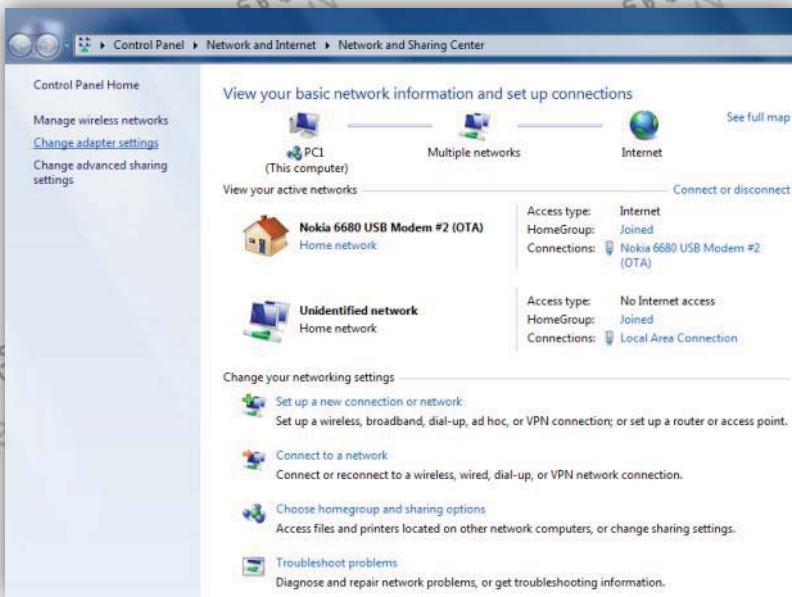 Control Panel ▸ Network and Internet ▸ Network and Sharing Center
Control Panel Home
Manage wireless networks
Change adapter settings
Change advanced sharing
settings
View your basic network information and set up connections
See full map
PC1
(This computer)
Multiple networks
Internet
View your active networks
Connect or disconnect
Nokia 6680 USB Modem #2 (OTA)
Home network
Access type: Internet
HomeGroup: Joined
Connections: Nokia 6680 USB Modem #2
(OTA)
Unidentified network
Home network
Access type: No Internet access
HomeGroup: Joined
Connections: Local Area Connection
Change your networking settings
Set up a new connection or network
Set up a wireless, broadband, dial-up, ad hoc, or VPN connection; or set up a router or access point.
Connect to a network
Connect or reconnect to a wireless, wired, dial-up, or VPN network connection.
Choose homegroup and sharing options
Access files and printers located on other network computers, or change sharing settings.
Troubleshoot problems
Diagnose and repair network problems, or get troubleshooting information.